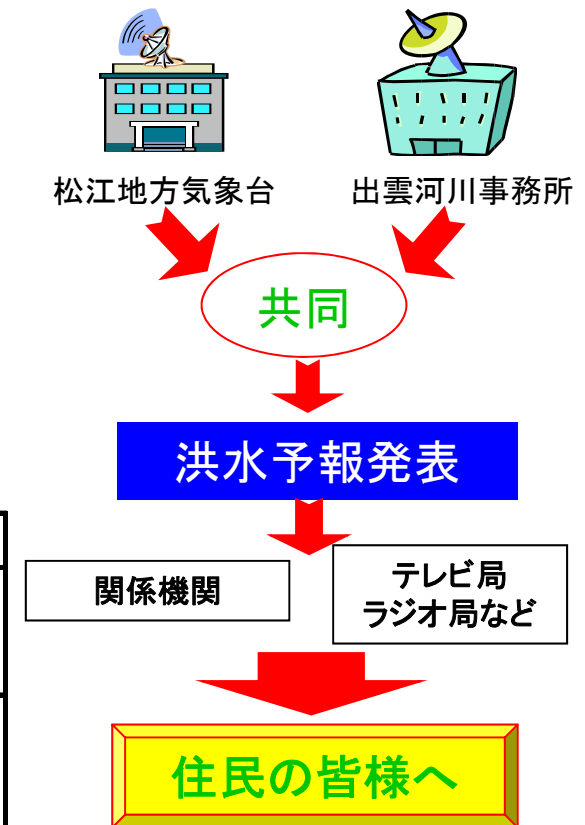 松江地方気象台
出雲河川事務所
共同
洪水予報発表
関係機関
テレビ局
ラジオ局など
住民の皆様へ